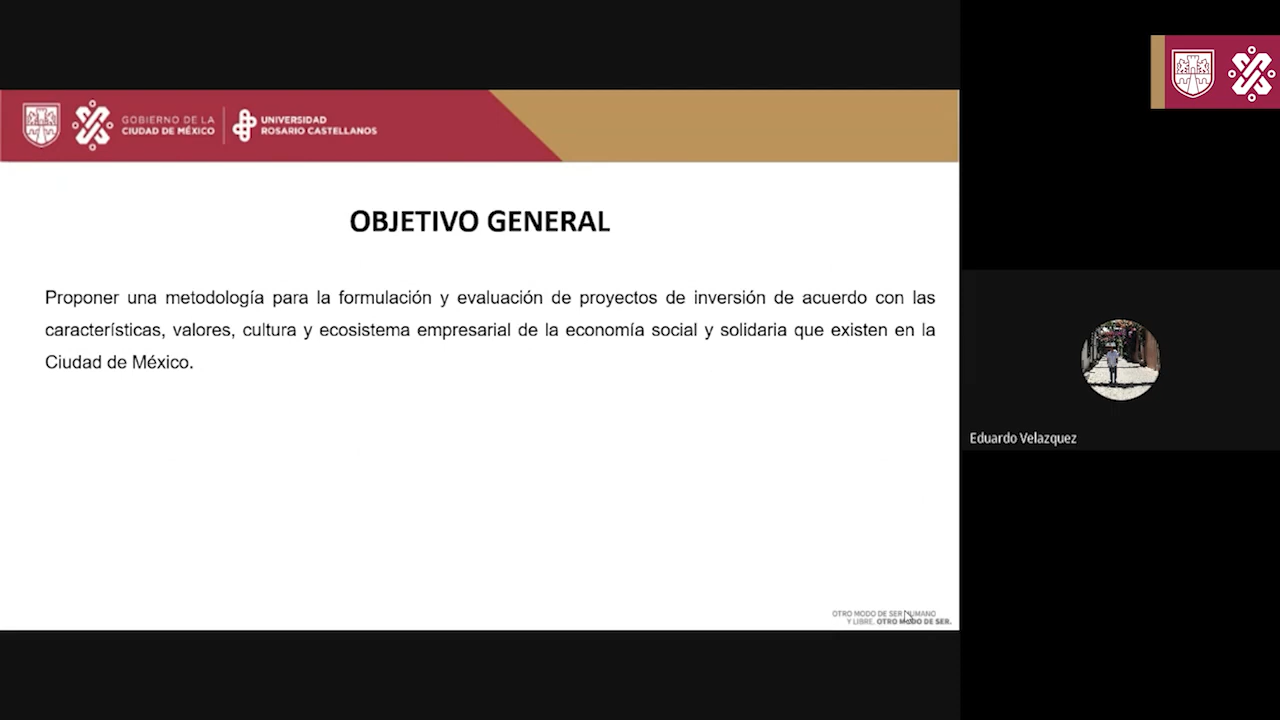 GOBIERNO DE LA
CIUDAD DE MÉXICO
UNIVERSIDAD
ROSARIO CASTELLANOS
OBJETIVO GENERAL
Proponer una metodología para la formulación y evaluación de proyectos de inversión de acuerdo con las
características, valores, cultura y ecosistema empresarial de la economía social y solidaria que existen en la
Ciudad de México.
Eduardo Velazquez
OTRO MODO DE SER HUMANO
Y LIBRE. OTRO MODO DE SER.